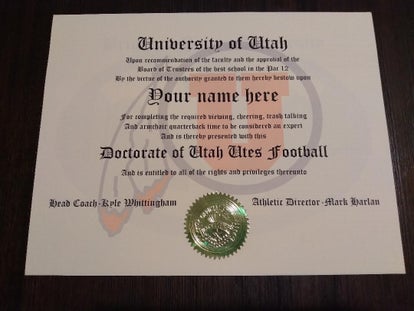 University of Utah
Upon recommendation of the faculty and the approval of the
Board of Trustees of the best school in the Pac 12
By the virtue of the authority granted to them hereby bestow upon
Your name here
For completing the required viewing, cheering, trash talking
And armchair quarterback time to be considered an expert
And is thereby presented with this
Doctorate of Utah Utes Football
And is entitled to all of the rights and privileges thereunto
Head Coach-Kyle Whittingham
Athletic Director-Mark Harlan